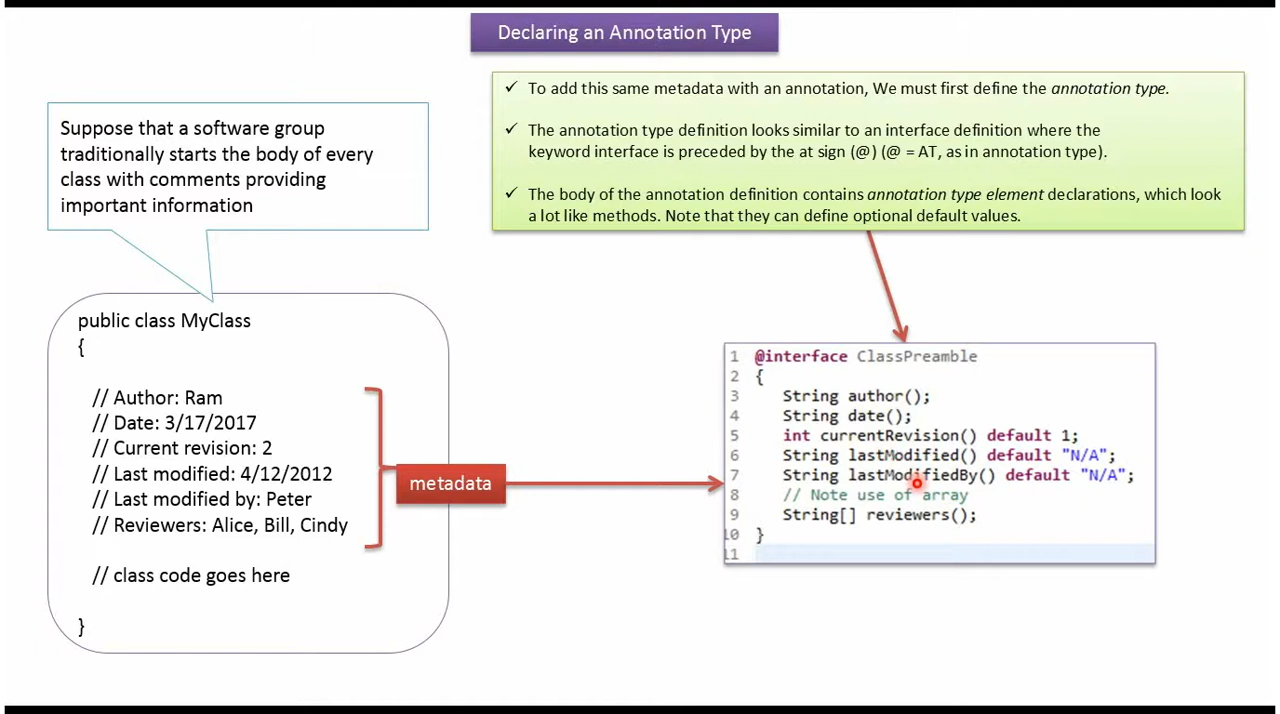 Declaring an Annotation Type
✓ To add this same metadata with an annotation, We must first define the annotation type.
✓ The annotation type definition looks similar to an interface definition where the
keyword interface is preceded by the at sign (@) (@ = AT, as in annotation type).
✓ The body of the annotation definition contains annotation type element declarations, which look
a lot like methods. Note that they can define optional default values.
Suppose that a software group
traditionally starts the body of every
class with comments providing
important information
public class MyClass
{
// Author: Ram
// Date: 3/17/2017
// Current revision: 2
// Last modified: 4/12/2012
// Last modified by: Peter
// Reviewers: Alice, Bill, Cindy
// class code goes here
}
metadata
1 @interface ClassPreamble
2 {
3 String author();
4 String date();
5 int currentRevision() default 1;
6 String lastModified() default "N/A";
7 String lastModifiedBy() default "N/A";
8 // Note use of array
9 String[] reviewers();
10 }
11